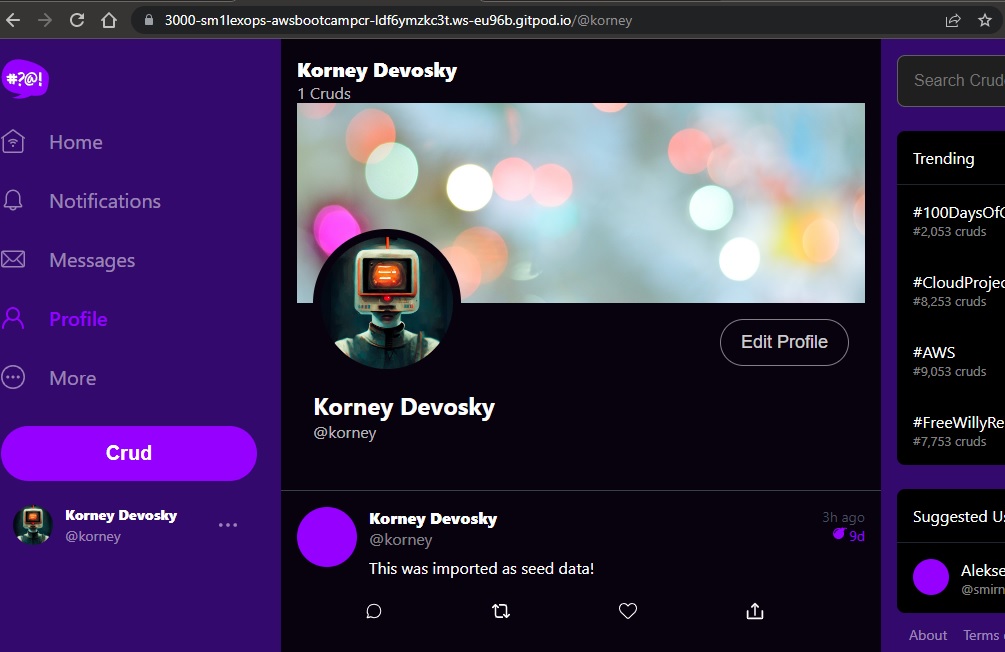 3000-sm1lexops-awsbootcampcr-ldf6ymzkc3t.ws-eu96b.gitpod.io/@korney
#?@!
Home
Notifications
Messages
Profile
More
Crud
Korney Devosky
@korney
Korney Devosky
1 Cruds
Edit Profile
Korney Devosky
@korney
Korney Devosky
3h ago
@korney
9d
This was imported as seed data!
Search Crud
Trending
#100DaysOfC
#2,053 cruds
#CloudProjec
#8,253 cruds
#AWS
#9,053 cruds
#FreeWillyRe
#7,753 cruds
Suggested Us
Alekse
@smirn
About Terms